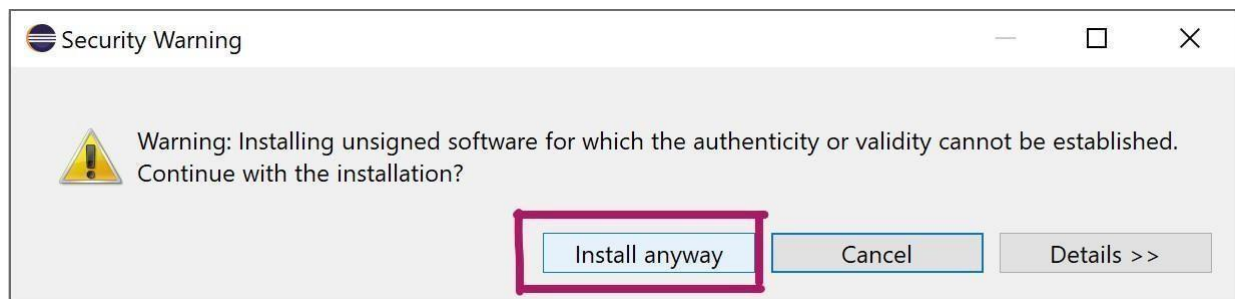 Security Warning
Warning: Installing unsigned software for which the authenticity or validity cannot be established.
Continue with the installation?
Install anyway
Cancel
Details >>